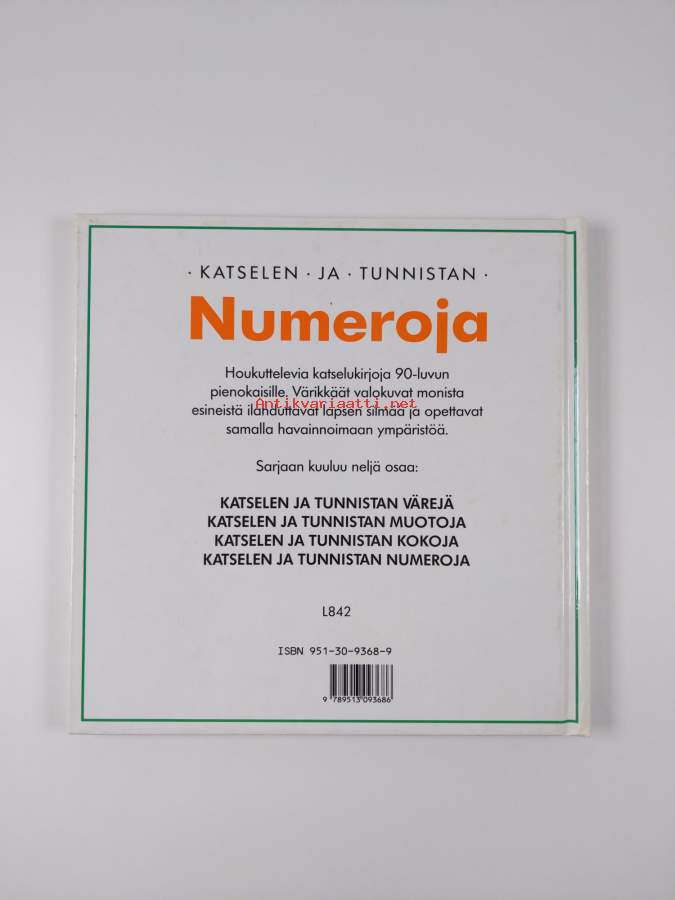 · KATSELEN · JA · TUNNISTAN ·
Numeroja
Houkuttelevia katselukirjoja 90-luvun
pienokaisille. Värikkäät valokuvat monista
Antikvariaatti.net
esineistä ilahduttavat lapsen silmää ja opettavat
samalla havainnoimaan ympäristöä.
Sarjaan kuuluu neljä osaa:
KATSELEN JA TUNNISTAN VÄREJÄ
KATSELEN JA TUNNISTAN MUOTOJA
KATSELEN JA TUNNISTAN KOKOJA
KATSELEN JA TUNNISTAN NUMEROJA
L842
ISBN 951-30-9368-9
9 789513 093686